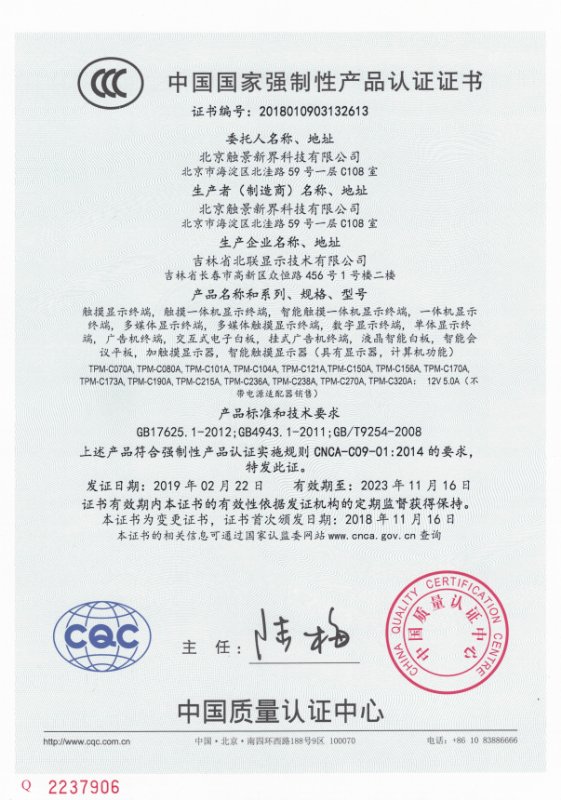 中国国家强制性产品认证证书
证书编号：2018010903132613
委托人名称、地址
北京触景新界科技有限公司
北京市海淀区北洼路 59 号一层 C108 室
生产者（制造商）名称、地址
北京触景新界科技有限公司
北京市海淀区北洼路 59 号一层 C108 室
生产企业名称、地址
吉林省北联显示技术有限公司
吉林省长春市高新区众恒路 456 号 1 号楼二楼
产品名称和系列、规格、型号
触摸显示终端，触摸一体机显示终端，智能触摸一体机显示终端，一体机显示
终端，多媒体显示终端，多媒体触摸显示终端，数字显示终端，单体显示终
端，广告机终端，交互式电子白板，挂式广告机终端，液晶智能白板，智能会
议平板，加触摸显示器，智能触摸显示器（具有显示器，计算机功能）
TPM-C070A, TPM-C080A, TPM-C101A, TPM-C104A, TPM-C121A,TPM-C150A, TPM-C156A, TPM-C170A,
TPM-C173A, TPM-C190A, TPM-C215A, TPM-C236A, TPM-C238A, TPM-C270A, TPM-C320A： 12V 5.0A（不
带电源适配器销售）
产品标准和技术要求
GB17625.1-2012;GB4943.1-2011;GB/T9254-2008
上述产品符合强制性产品认证实施规则 CNCA-C09-01:2014 的要求，
特发此证。
发证日期：2019 年 02 月 22 日 有效期至：2023 年 11 月 16 日
证书有效期内本证书的有效性依据发证机构的定期监督获得保持。
本证书为变更证书，证书首次颁发日期：2018 年 11 月 16 日
本证书的相关信息可通过国家认监委网站 www.cnca.gov.cn 查询
CQC
主 任：陆梅
CHINA QUALITY CERTIFICATION CENTRE
中国质量认证中心
中国质量认证中心
http://www.cqc.com.cn 中国·北京·南四环西路188号9区 100070 电话：+86 10 83886666
Q 2237906